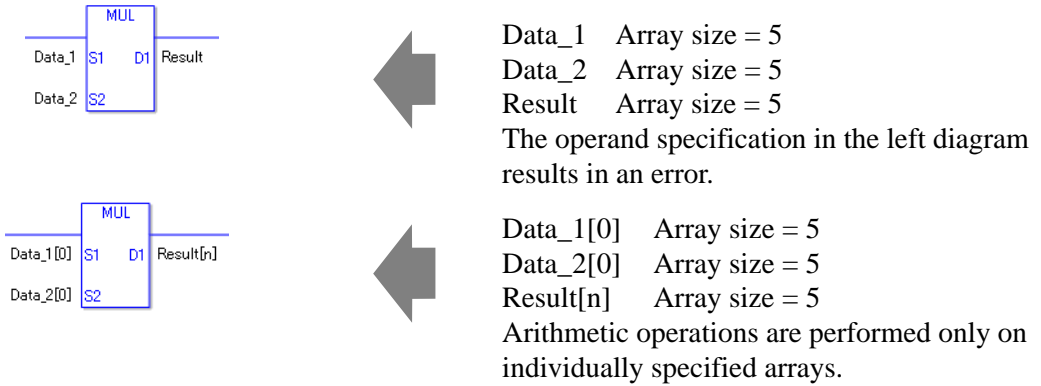 MUL
Data_1 S1 D1 Result
Data_2 S2
Data_1 Array size = 5
Data_2 Array size = 5
Result Array size = 5
The operand specification in the left diagram
results in an error.
MUL
Data_1[0] S1 D1 Result[n]
Data_2[0] S2
Data_1[0] Array size = 5
Data_2[0] Array size = 5
Result[n] Array size = 5
Arithmetic operations are performed only on
individually specified arrays.